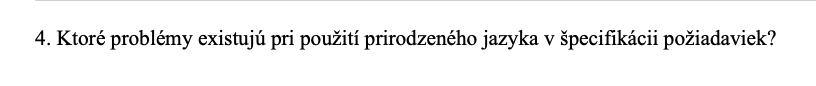 4. Ktoré problémy existujú pri použití prirodzeného jazyka v špecifikácii požiadaviek?